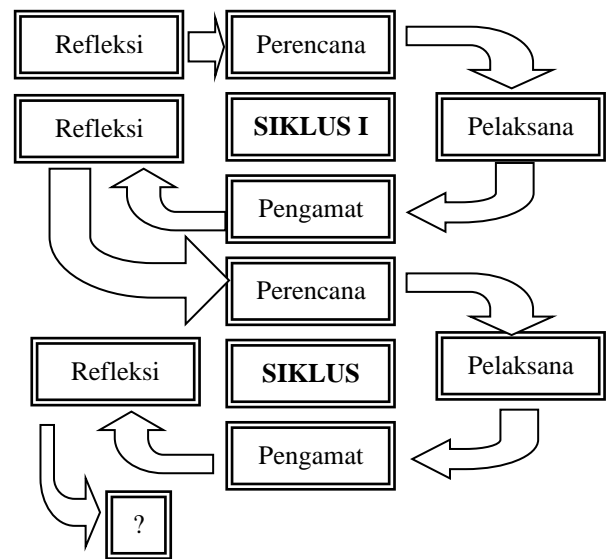 Refleksi
Perencana
Refleksi
SIKLUS I
Pelaksana
Pengamat
Perencana
Refleksi
SIKLUS
Pelaksana
Pengamat
?